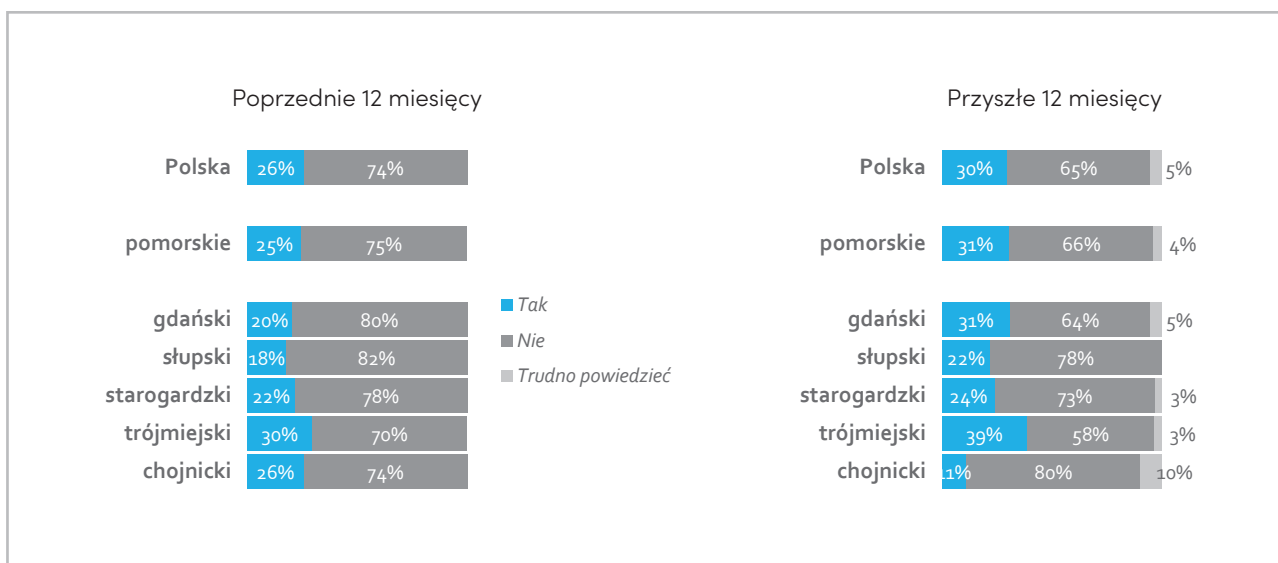 Poprzednie 12 miesięcy
Polska 26% 74%
pomorskie 25% 75%
gdański 20% 80%
słupski 18% 82%
starogardzki 22% 78%
trójmiejski 30% 70%
chojnicki 26% 74%
Tak
Nie
Trudno powiedzieć
Przyszłe 12 miesięcy
Polska 30% 65% 5%
pomorskie 31% 66% 4%
gdański 31% 64% 5%
słupski 22% 78%
starogardzki 24% 73% 3%
trójmiejski 39% 58% 3%
chojnicki 11% 80% 10%